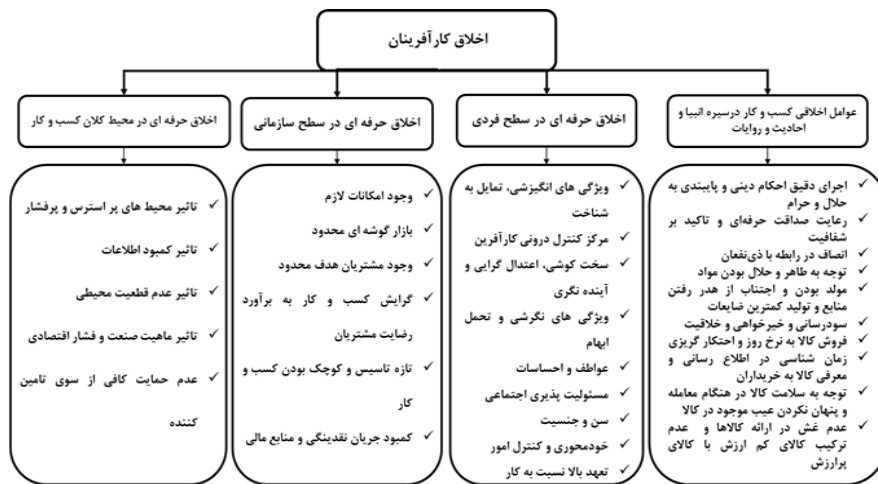 اخلاق کارآفرینان
عوامل اخلاقی کسب و کار درسیره انبیا و
احادیث و روایات
اخلاق حرفه ای در سطح فردی
اخلاق حرفه ای در سطح سازمانی
اخلاق حرفه ای در محیط کلان کسب و کار
✓ اجرای دقیق احکام دینی و پایبندی به
حلال و حرام
✓ رعایت صداقت حرفه‌ای و تاکید بر
شفافیت
✓ انصاف در رابطه با ذی‌نفعان
✓ توجه به طاهر و حلال بودن مواد
✓ مولد بودن و اجتناب از هدر رفتن
منابع و تولید کمترین ضایعات
✓ سودرسانی و خیرخواهی و خلاقیت
✓ فروش کالا به نرخ روز و احتکار گریزی
✓ زمان شناسی در اطلاع رسانی و
معرفی کالا به خریداران
✓ توجه به سلامت کالا در هنگام معامله
و پنهان نکردن عیب موجود در کالا
✓ عدم غش در ارائه کالاها و عدم
ترکیب کالای کم ارزش با کالای
پرارزش
✓ ویژگی های انگیزشی، تمایل به
شناخت
✓ مرکز کنترل درونی کارآفرین
✓ سخت کوشی، اعتدال گرایی و
آینده نگری
✓ ویژگی های نگرشی و تحمل
ابهام
✓ عواطف و احساسات
✓ مسئولیت پذیری اجتماعی
✓ سن و جنسیت
✓ خودمحوری و کنترل امور
✓ تعهد بالا نسبت به کار
✓ وجود امکانات لازم
✓ بازار گوشه ای محدود
✓ وجود مشتریان هدف محدود
✓ گرایش کسب و کار به برآورد
رضایت مشتریان
✓ تازه تاسیس و کوچک بودن کسب و
کار
✓ کمبود جریان نقدینگی و منابع مالی
✓ تاثیر محیط های پر استرس و پرفشار
✓ تاثیر کمبود اطلاعات
✓ تاثیر عدم قطعیت محیطی
✓ تاثیر ماهیت صنعت و فشار اقتصادی
✓ عدم حمایت کافی از سوی تامین
کننده